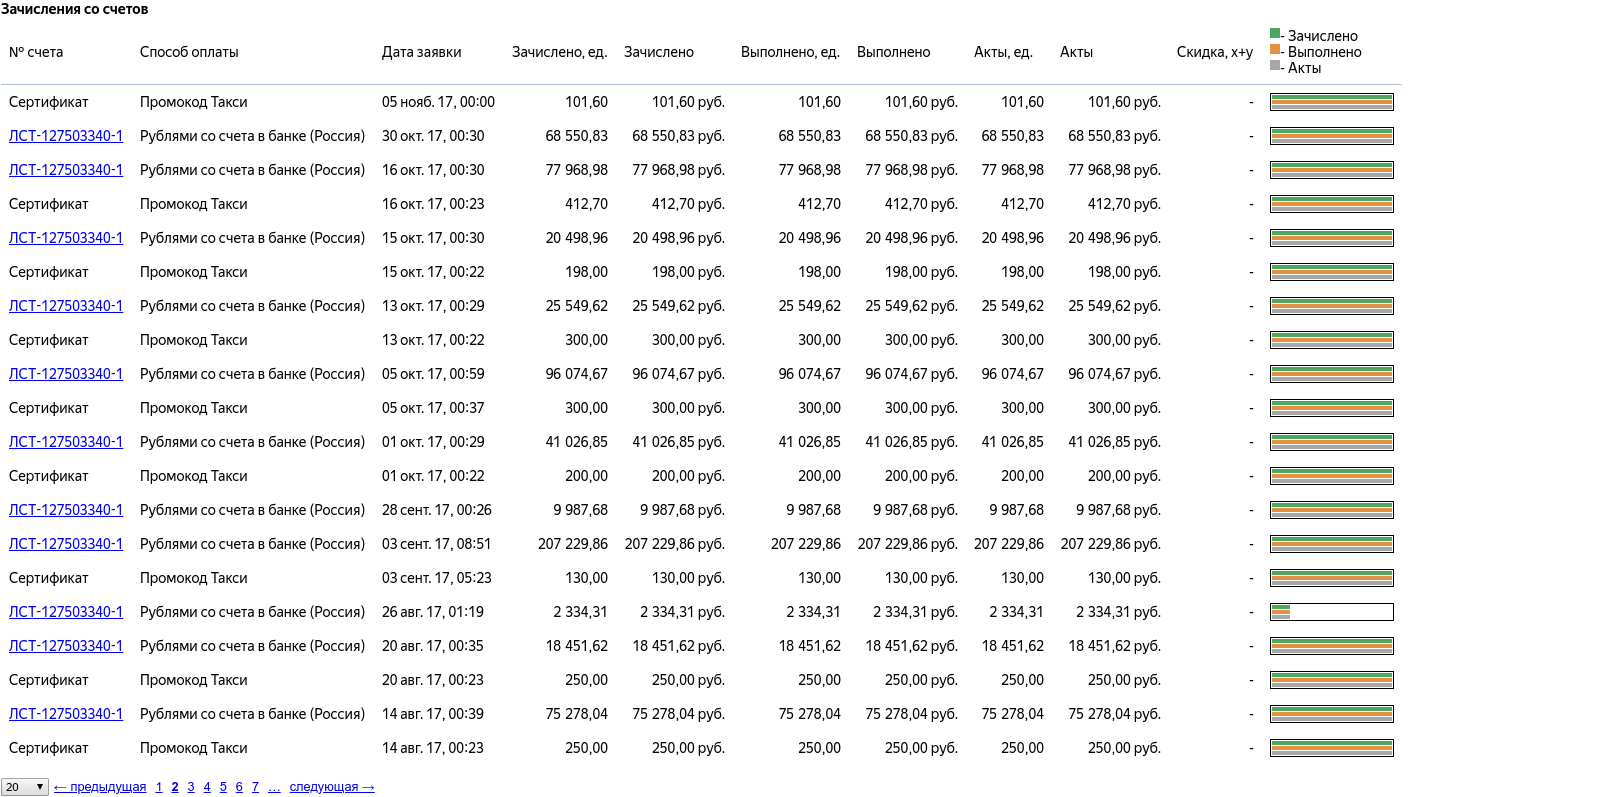 Зачисления со счетов
№ счета Способ оплаты Дата заявки Зачислено, ед. Зачислено Выполнено, ед. Выполнено Акты, ед. Акты Скидка, x+y - Зачислено - Выполнено - Акты
Сертификат Промокод Такси 05 нояб. 17, 00:00 101,60 101,60 руб. 101,60 101,60 руб. 101,60 101,60 руб. -
ЛСТ-127503340-1 Рублями со счета в банке (Россия) 30 окт. 17, 00:30 68 550,83 68 550,83 руб. 68 550,83 68 550,83 руб. 68 550,83 68 550,83 руб. -
ЛСТ-127503340-1 Рублями со счета в банке (Россия) 16 окт. 17, 00:30 77 968,98 77 968,98 руб. 77 968,98 77 968,98 руб. 77 968,98 77 968,98 руб. -
Сертификат Промокод Такси 16 окт. 17, 00:23 412,70 412,70 руб. 412,70 412,70 руб. 412,70 412,70 руб. -
ЛСТ-127503340-1 Рублями со счета в банке (Россия) 15 окт. 17, 00:30 20 498,96 20 498,96 руб. 20 498,96 20 498,96 руб. 20 498,96 20 498,96 руб. -
Сертификат Промокод Такси 15 окт. 17, 00:22 198,00 198,00 руб. 198,00 198,00 руб. 198,00 198,00 руб. -
ЛСТ-127503340-1 Рублями со счета в банке (Россия) 13 окт. 17, 00:29 25 549,62 25 549,62 руб. 25 549,62 25 549,62 руб. 25 549,62 25 549,62 руб. -
Сертификат Промокод Такси 13 окт. 17, 00:22 300,00 300,00 руб. 300,00 300,00 руб. 300,00 300,00 руб. -
ЛСТ-127503340-1 Рублями со счета в банке (Россия) 05 окт. 17, 00:59 96 074,67 96 074,67 руб. 96 074,67 96 074,67 руб. 96 074,67 96 074,67 руб. -
Сертификат Промокод Такси 05 окт. 17, 00:37 300,00 300,00 руб. 300,00 300,00 руб. 300,00 300,00 руб. -
ЛСТ-127503340-1 Рублями со счета в банке (Россия) 01 окт. 17, 00:29 41 026,85 41 026,85 руб. 41 026,85 41 026,85 руб. 41 026,85 41 026,85 руб. -
Сертификат Промокод Такси 01 окт. 17, 00:22 200,00 200,00 руб. 200,00 200,00 руб. 200,00 200,00 руб. -
ЛСТ-127503340-1 Рублями со счета в банке (Россия) 28 сент. 17, 00:26 9 987,68 9 987,68 руб. 9 987,68 9 987,68 руб. 9 987,68 9 987,68 руб. -
ЛСТ-127503340-1 Рублями со счета в банке (Россия) 03 сент. 17, 08:51 207 229,86 207 229,86 руб. 207 229,86 207 229,86 руб. 207 229,86 207 229,86 руб. -
Сертификат Промокод Такси 03 сент. 17, 05:23 130,00 130,00 руб. 130,00 130,00 руб. 130,00 130,00 руб. -
ЛСТ-127503340-1 Рублями со счета в банке (Россия) 26 авг. 17, 01:19 2 334,31 2 334,31 руб. 2 334,31 2 334,31 руб. 2 334,31 2 334,31 руб. -
ЛСТ-127503340-1 Рублями со счета в банке (Россия) 20 авг. 17, 00:35 18 451,62 18 451,62 руб. 18 451,62 18 451,62 руб. 18 451,62 18 451,62 руб. -
Сертификат Промокод Такси 20 авг. 17, 00:23 250,00 250,00 руб. 250,00 250,00 руб. 250,00 250,00 руб. -
ЛСТ-127503340-1 Рублями со счета в банке (Россия) 14 авг. 17, 00:39 75 278,04 75 278,04 руб. 75 278,04 75 278,04 руб. 75 278,04 75 278,04 руб. -
Сертификат Промокод Такси 14 авг. 17, 00:23 250,00 250,00 руб. 250,00 250,00 руб. 250,00 250,00 руб. -
20 ← предыдущая 1 2 3 4 5 6 7 ... следующая →